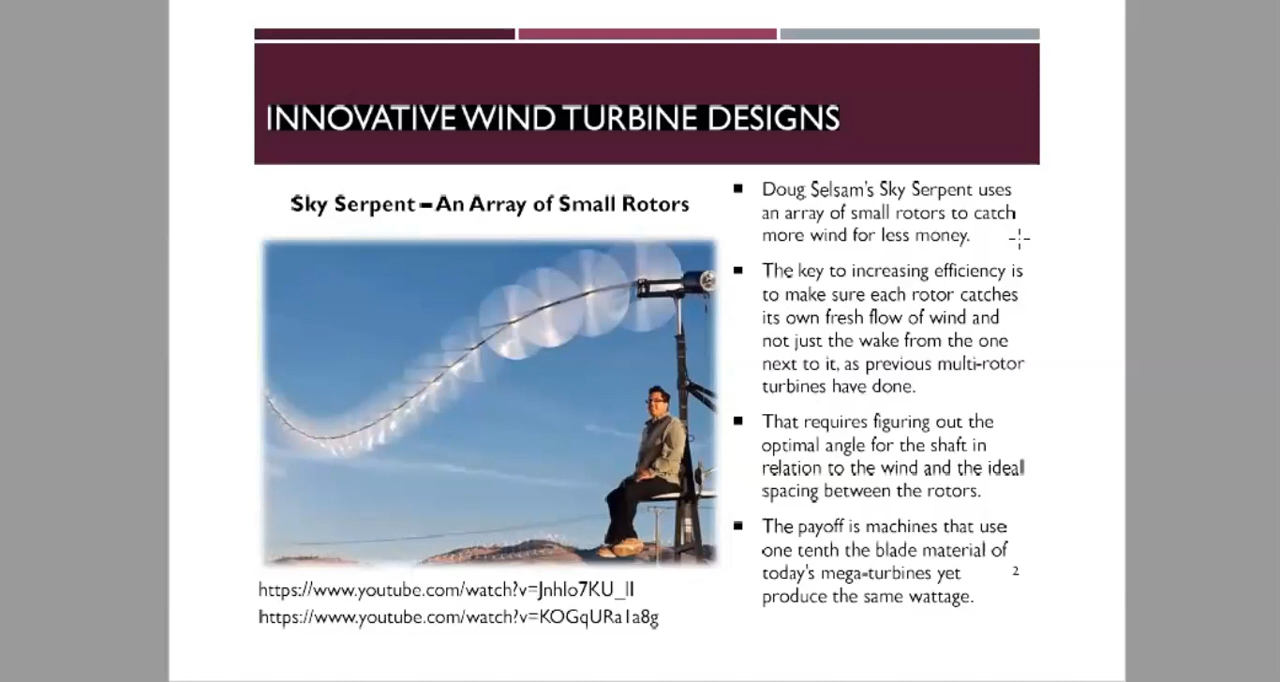 INNOVATIVE WIND TURBINE DESIGNS
Sky Serpent – An Array of Small Rotors
Doug Selsam's Sky Serpent uses
an array of small rotors to catch
more wind for less money.
The key to increasing efficiency is
to make sure each rotor catches
its own fresh flow of wind and
not just the wake from the one
next to it, as previous multi-rotor
turbines have done.
That requires figuring out the
optimal angle for the shaft in
relation to the wind and the ideal
spacing between the rotors.
The payoff is machines that use
one tenth the blade material of
today's mega-turbines yet
produce the same wattage.
2
https://www.youtube.com/watch?v=JnhIo7KU_lI
https://www.youtube.com/watch?v=KOGqURa1a8g